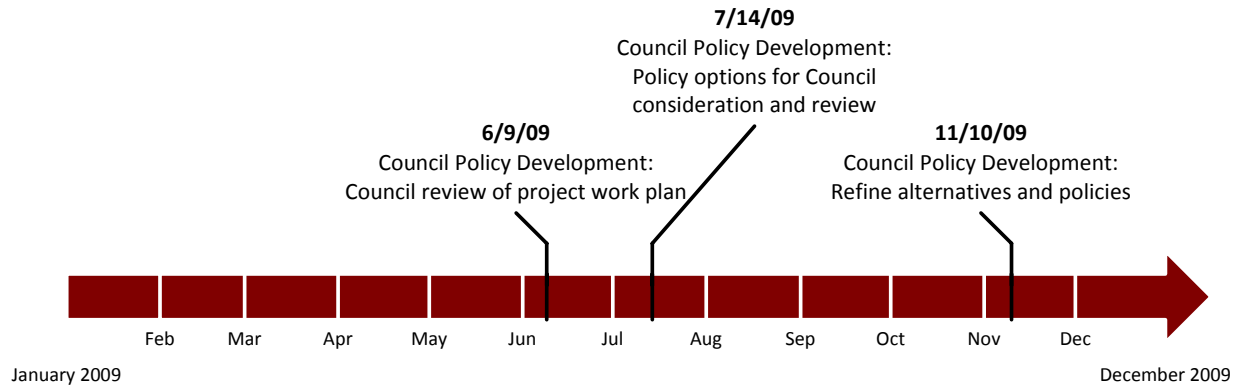 7/14/09
Council Policy Development:
Policy options for Council
consideration and review
6/9/09
Council Policy Development:
Council review of project work plan
11/10/09
Council Policy Development:
Refine alternatives and policies
Feb
Mar
Apr
May
Jun
Jul
Aug
Sep
Oct
Nov
Dec
January 2009
December 2009